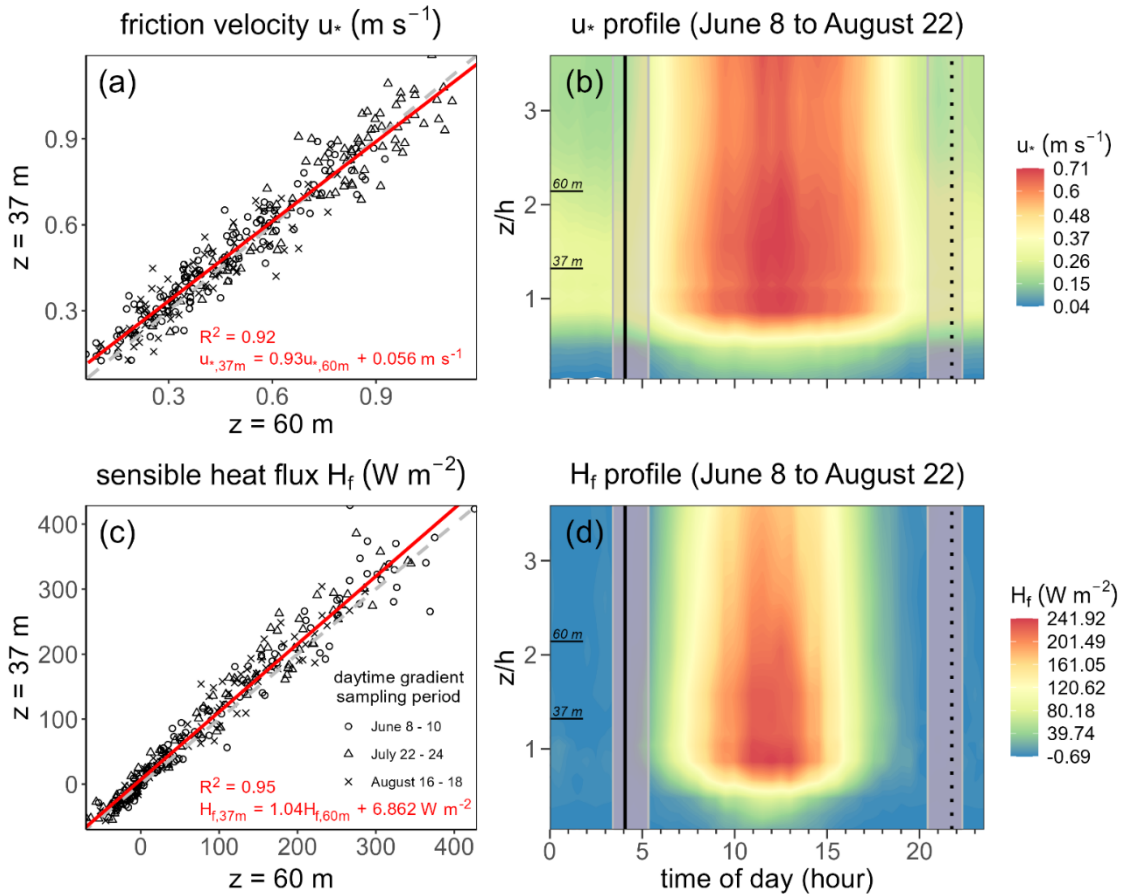 friction velocity u* (m s⁻¹)
(a)
z = 37 m
0.9
0.6
0.3
R² = 0.92
u*,37m = 0.93u*,60m + 0.056 m s⁻¹
0.3 0.6 0.9
z = 60 m
u* profile (June 8 to August 22)
(b)
z/h
3
2
1
60 m
37 m
u* (m s⁻¹)
0.71
0.6
0.48
0.37
0.26
0.15
0.04
sensible heat flux Hf (W m⁻²)
(c)
z = 37 m
400
300
200
100
0
daytime gradient
sampling period
June 8 - 10
July 22 - 24
August 16 - 18
R² = 0.95
Hf,37m = 1.04Hf,60m + 6.862 W m⁻²
0 100 200 300 400
z = 60 m
Hf profile (June 8 to August 22)
(d)
z/h
3
2
1
60 m
37 m
0 5 10 15 20
time of day (hour)
Hf (W m⁻²)
241.92
201.49
161.05
120.62
80.18
39.74
-0.69